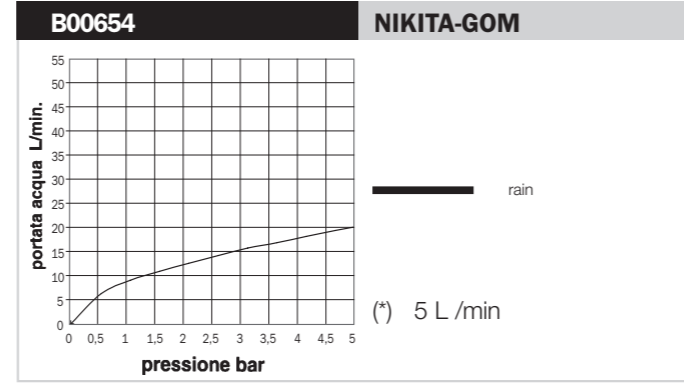 B00654
NIKITA-GOM
55
50
45
40
35
30
25
20
15
10
5
0
portata acqua L/min.
0 0,5 1 1,5 2 2,5 3 3,5 4 4,5 5
pressione bar
rain
(*) 5 L /min